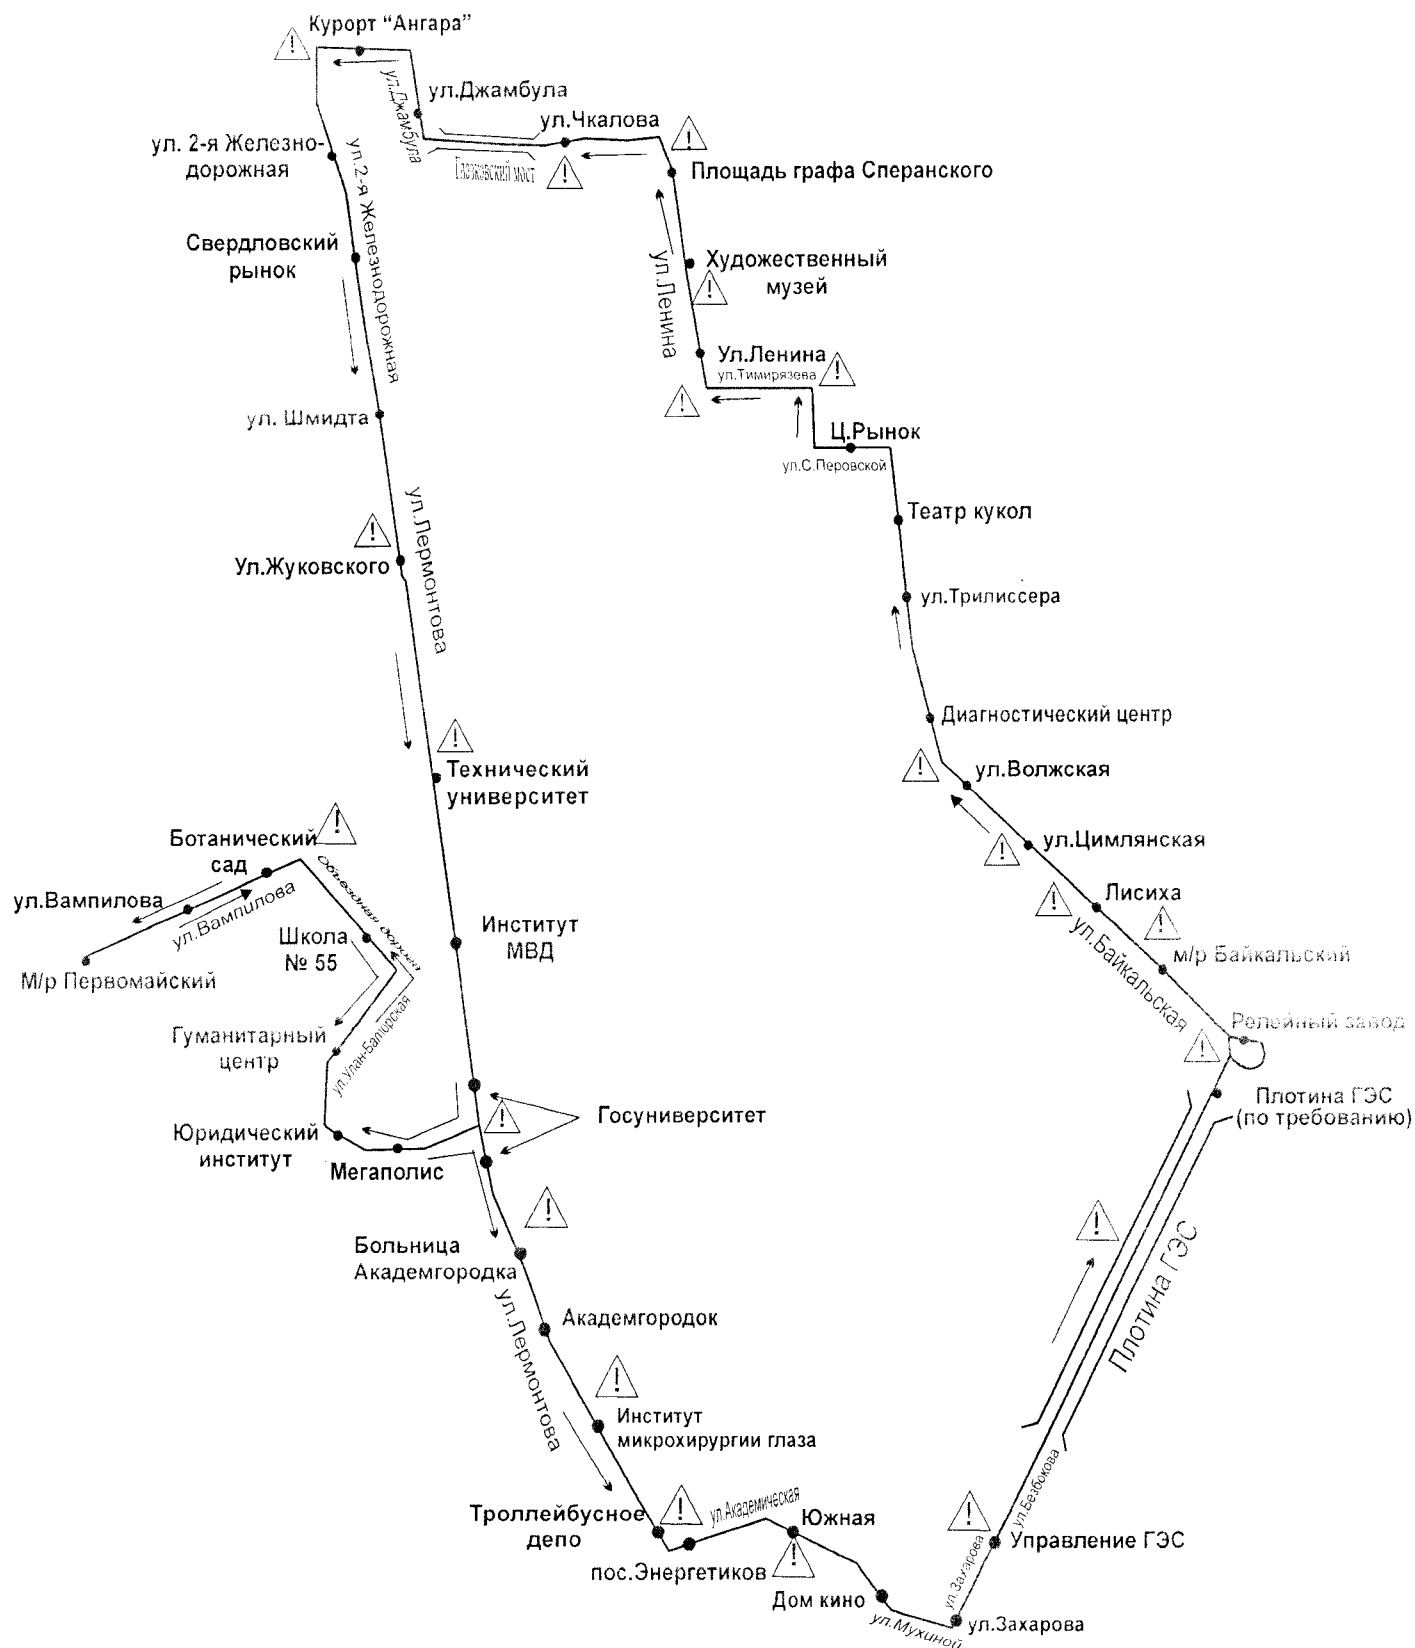 Курорт “Ангара”
ул.Джамбула
ул.Джамбула
ул.Чкалова
ул. 2-я Железно-
дорожная
Глазковский мост
Площадь графа Сперанского
ул.2-я Железнодорожная
Свердловский
рынок
Художественный
музей
ул.Ленина
Ул.Ленина
ул.Тимирязева
ул. Шмидта
Ц.Рынок
ул.С.Перовской
ул.Лермонтова
Театр кукол
Ул.Жуковского
ул.Трилиссера
Диагностический центр
Технический
университет
ул.Волжская
Ботанический
сад
ул.Цимлянская
Объездная дорога
ул.Вампилова
ул.Вампилова
Лисиха
Школа
№ 55
Институт
МВД
ул.Байкальская
м/р Байкальский
М/р Первомайский
Гуманитарный
центр
ул.Улан-Баторская
Релейный завод
Плотина ГЭС
(по требованию)
Госуниверситет
Юридический
институт
Мегаполис
Больница
Академгородка
Плотина ГЭС
ул.Лермонтова
Академгородок
Институт
микрохирургии глаза
ул.Безбокова
Троллейбусное
депо
ул.Академическая
Южная
Управление ГЭС
пос.Энергетиков
ул.Захарова
Дом кино
ул.Мухиной
ул.Захарова